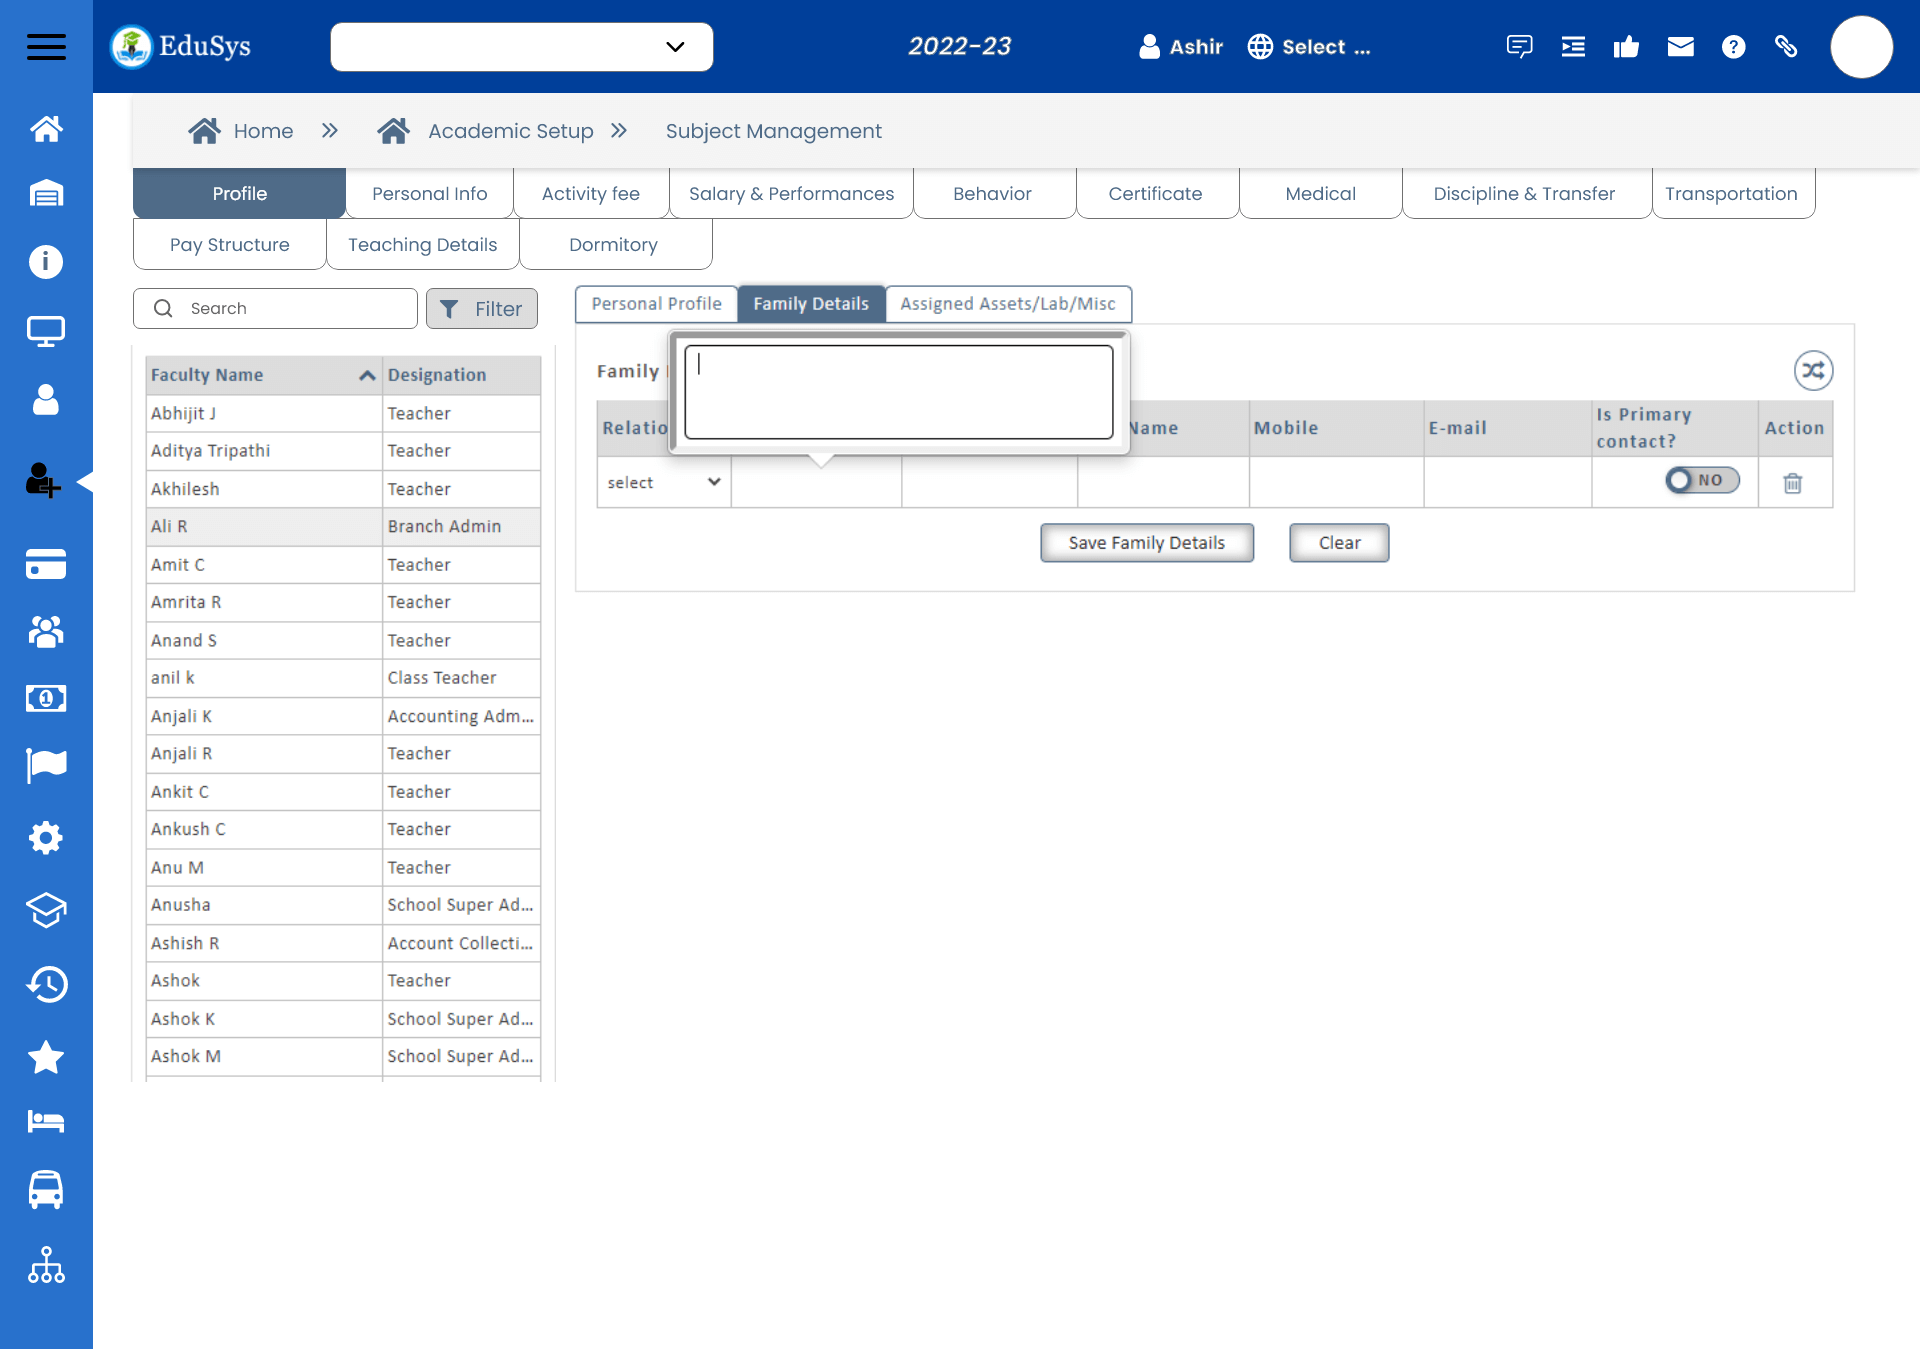 EduSys
2022-23
Ashir
Select ...
Home
Academic Setup
Subject Management
Profile
Personal Info
Activity fee
Salary & Performances
Behavior
Certificate
Medical
Discipline & Transfer
Transportation
Pay Structure
Teaching Details
Dormitory
Search
Filter
Personal Profile
Family Details
Assigned Assets/Lab/Misc
Faculty Name
Designation
Abhijit J
Teacher
Aditya Tripathi
Teacher
Akhilesh
Teacher
Ali R
Branch Admin
Amit C
Teacher
Amrita R
Teacher
Anand S
Teacher
anil k
Class Teacher
Anjali K
Accounting Adm...
Anjali R
Teacher
Ankit C
Teacher
Ankush C
Teacher
Anu M
Teacher
Anusha
School Super Ad...
Ashish R
Account Collecti...
Ashok
Teacher
Ashok K
School Super Ad...
Ashok M
School Super Ad...
Family
Relatio
Name
Mobile
E-mail
Is Primary
contact?
Action
select
NO
Save Family Details
Clear